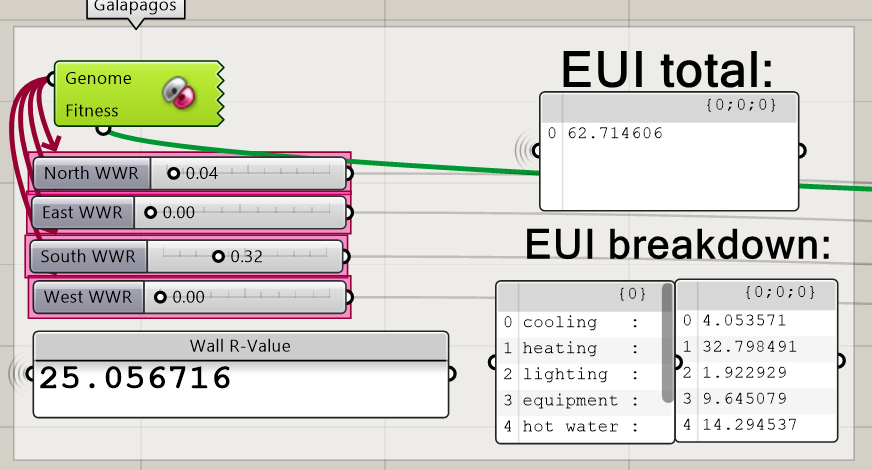 Galapagos
Genome
Fitness
North WWR 0.04
East WWR 0.00
South WWR 0.32
West WWR 0.00
Wall R-Value
25.056716
EUI total:
{0;0;0}
0 62.714606
EUI breakdown:
{0}
0 cooling :
1 heating :
2 lighting :
3 equipment :
4 hot water :
{0;0;0}
0 4.053571
1 32.798491
2 1.922929
3 9.645079
4 14.294537